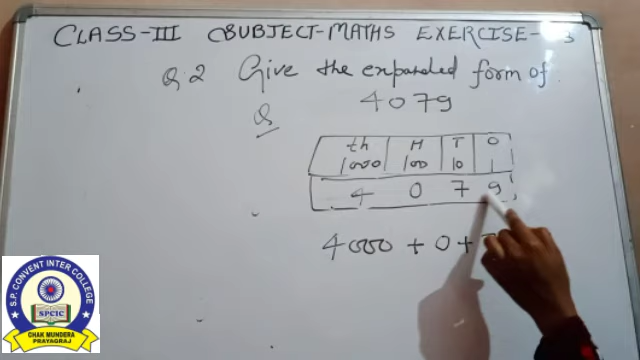 CLASS-III SUBJECT-MATHS EXERCISE-
Q.2 Give the expanded form of
a 4079
th H T O
1000 100 10 1
4 0 7 9
4000 + 0 +
S.P. CONVENT INTER COLLEGE
SPCIC
CHAK MUNDERA
PRAYAGRAJ